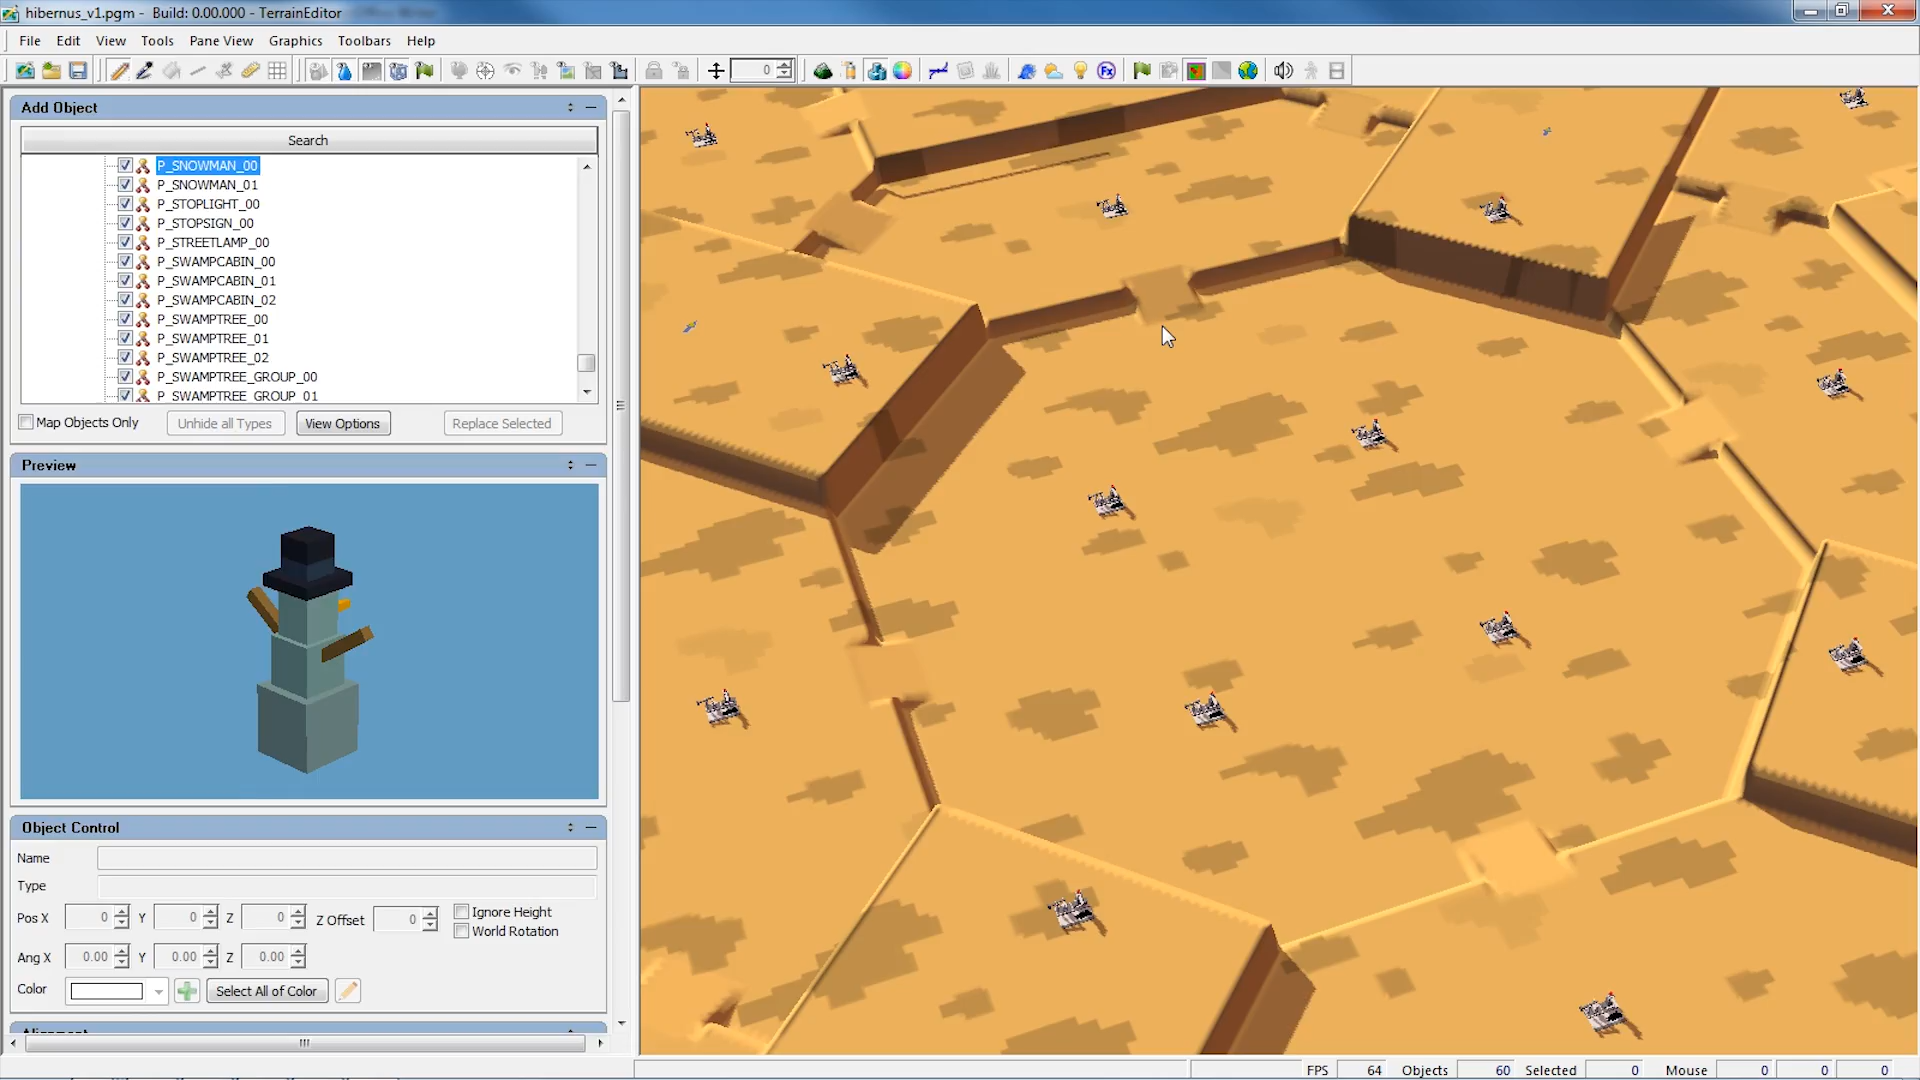 hibernus_v1.pgm - Build: 0.00.000 - TerrainEditor
File Edit View Tools Pane View Graphics Toolbars Help
0
Fx
Add Object
Search
P_SNOWMAN_00
P_SNOWMAN_01
P_STOPLIGHT_00
P_STOPSIGN_00
P_STREETLAMP_00
P_SWAMPCABIN_00
P_SWAMPCABIN_01
P_SWAMPCABIN_02
P_SWAMPTREE_00
P_SWAMPTREE_01
P_SWAMPTREE_02
P_SWAMPTREE_GROUP_00
P_SWAMPTREE_GROUP_01
Map Objects Only Unhide all Types View Options Replace Selected
Preview
Object Control
Name
Type
Pos X 0 Y 0 Z 0 Z Offset 0 Ignore Height
World Rotation
Ang X 0.00 Y 0.00 Z 0.00
Color Select All of Color
Alignment
FPS 64 Objects 60 Selected 0 Mouse 0 0 0